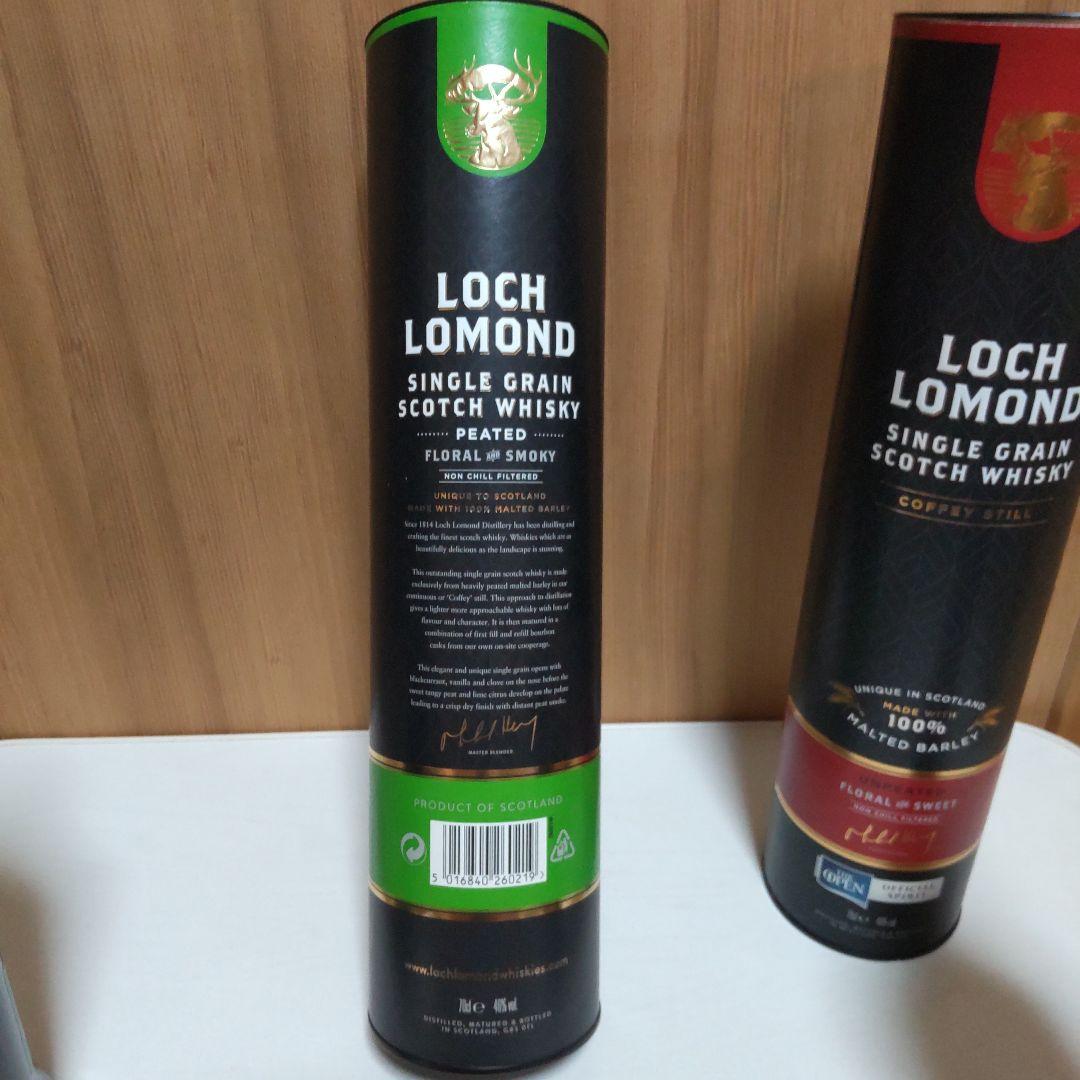 LOCH
LOMOND
SINGLE GRAIN
SCOTCH WHISKY
PEATED
FLORAL AND SMOKY
NON CHILL FILTERED
UNIQUE TO SCOTLAND
MADE WITH 100% MALTED BARLEY
Since 1814 Loch Lomond Distillery has been distilling and
crafting the finest scotch whisky. Whiskies which are as
beautifully delicious as the landscape is stunning.
This outstanding single grain scotch whisky is made
exclusively from heavily peated malted barley in our
continuous or 'Coffey' still. This approach to distillation
gives a lighter more approachable whisky with lots of
flavour and character. It is then matured in a
combination of first fill and refill bourbon
casks from our own on-site cooperage.
This elegant and unique single grain opens with
blackcurrant, vanilla and clove on the nose before the
sweet tangy peat and lime citrus develop on the palate
leading to a crisp dry finish with distant peat smoke.
MASTER BLENDER
PRODUCT OF SCOTLAND
5 016840 260219 >
www.lochlomondwhiskies.com
70cl e 46% vol
DISTILLED, MATURED & BOTTLED
IN SCOTLAND, G83 0TL
LOCH
LOMOND
SINGLE GRAIN
SCOTCH WHISKY
COFFEY STILL
UNIQUE IN SCOTLAND
MADE WITH
100%
MALTED BARLEY
UNPEATED
FLORAL AND SWEET
NON CHILL FILTERED
THE OPEN
OFFICIAL
SPIRIT